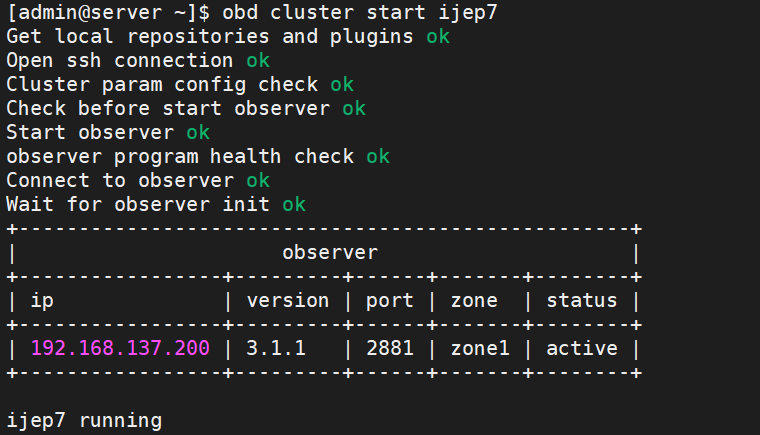 [admin@server ~]$ obd cluster start ijep7
Get local repositories and plugins ok
Open ssh connection ok
Cluster param config check ok
Check before start observer ok
Start observer ok
observer program health check ok
Connect to observer ok
Wait for observer init ok
+---------------------------------------------------+
|                      observer                     |
+-----------------+---------+------+-------+--------+
| ip              | version | port | zone  | status |
+-----------------+---------+------+-------+--------+
| 192.168.137.200 | 3.1.1   | 2881 | zone1 | active |
+-----------------+---------+------+-------+--------+
ijep7 running